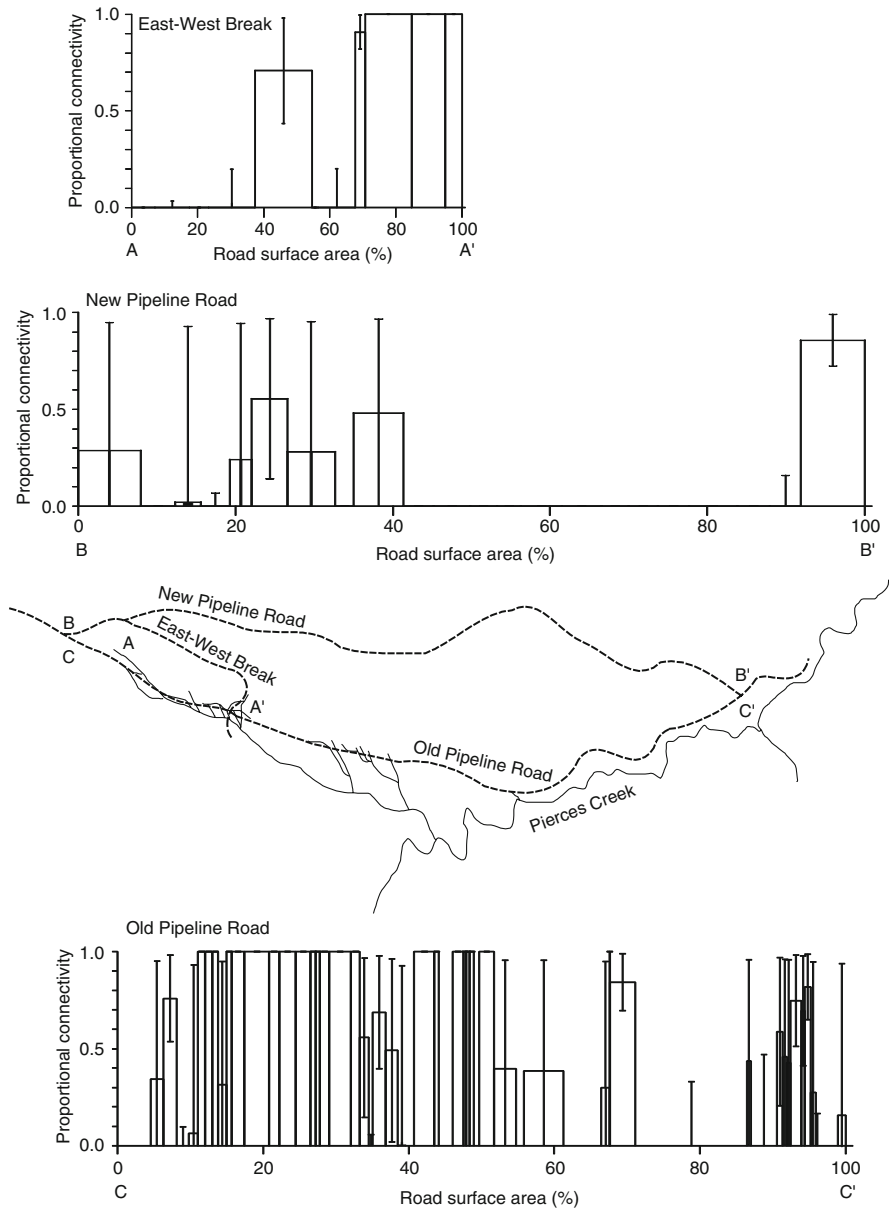 East-West Break
Proportional connectivity
1.0
0.5
0.0
0 20 40 60 80 100
A Road surface area (%) A'
New Pipeline Road
Proportional connectivity
1.0
0.5
0.0
0 20 40 60 80 100
B Road surface area (%) B'
New Pipeline Road
B
East-West Break
A
C
B'
A'
C'
Old Pipeline Road
Pierces Creek
Old Pipeline Road
Proportional connectivity
1.0
0.5
0.0
0 20 40 60 80 100
C Road surface area (%) C'